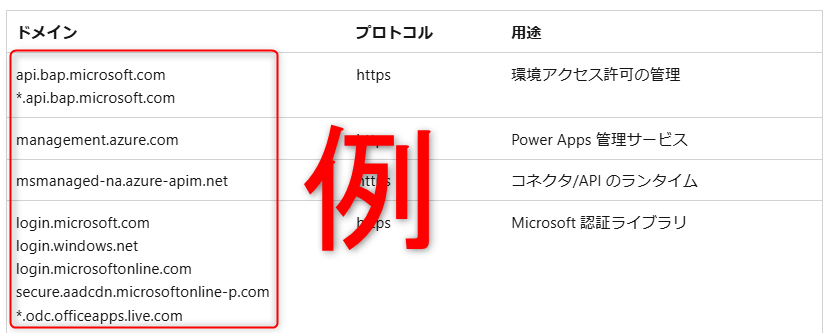 ドメイン プロトコル 用途
api.bap.microsoft.com https 環境アクセス許可の管理
*.api.bap.microsoft.com
management.azure.com https Power Apps 管理サービス
msmanaged-na.azure-apim.net https コネクタ/API のランタイム
login.microsoft.com https Microsoft 認証ライブラリ
login.windows.net
login.microsoftonline.com
secure.aadcdn.microsoftonline-p.com
*.odc.officeapps.live.com
例